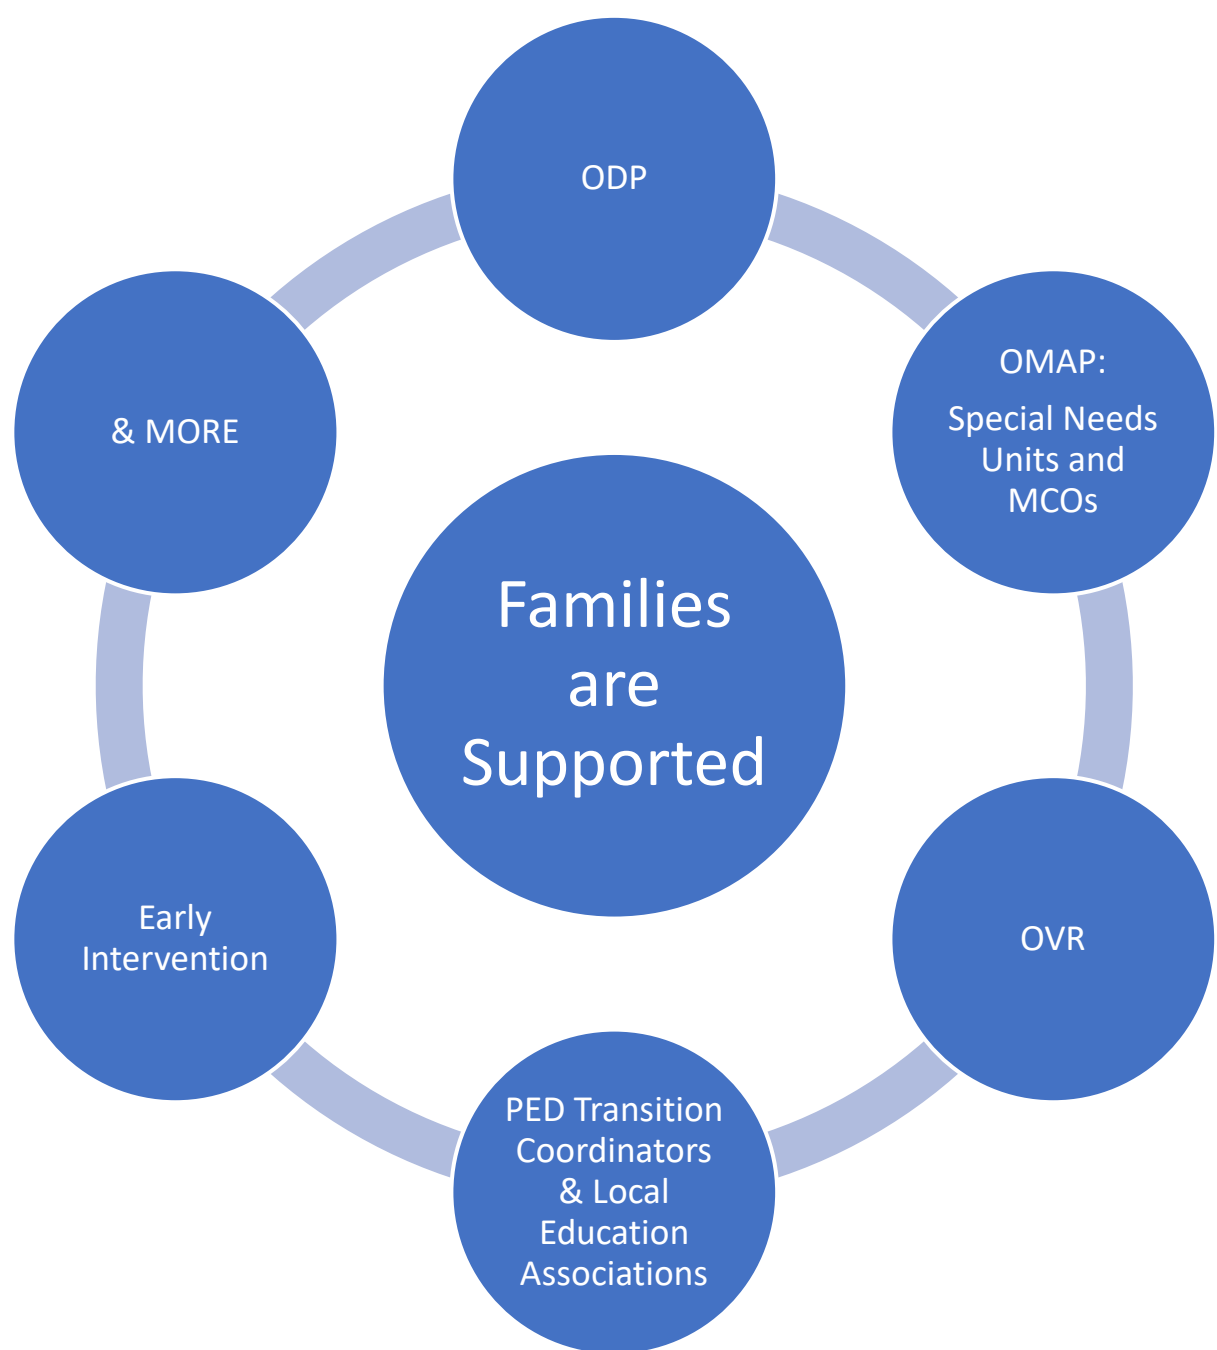 ODP
OMAP:
Special Needs
Units and
MCOs
& MORE
Families
are
Supported
Early
Intervention
OVR
PED Transition
Coordinators
& Local
Education
Associations